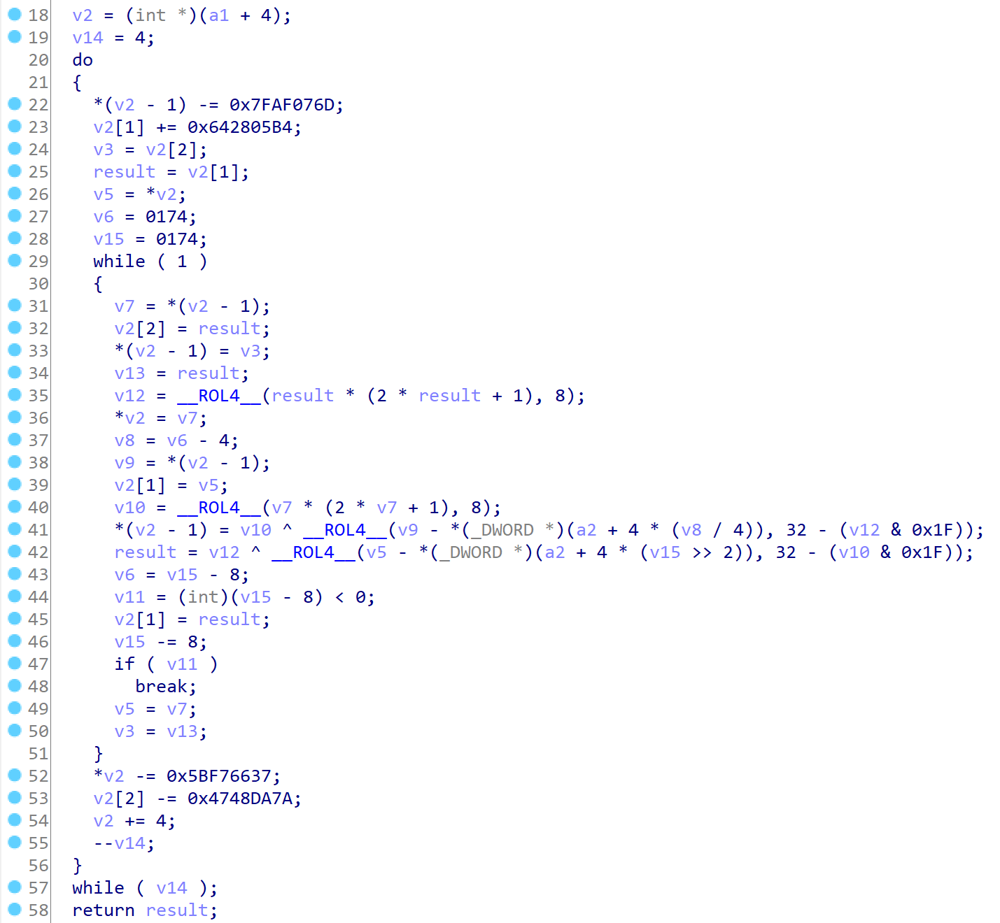 18 v2 = (int *)(a1 + 4);
19 v14 = 4;
20 do
21 {
22 *(v2 - 1) -= 0x7FAF076D;
23 v2[1] += 0x642805B4;
24 v3 = v2[2];
25 result = v2[1];
26 v5 = *v2;
27 v6 = 0174;
28 v15 = 0174;
29 while ( 1 )
30 {
31 v7 = *(v2 - 1);
32 v2[2] = result;
33 *(v2 - 1) = v3;
34 v13 = result;
35 v12 = __ROL4__(result * (2 * result + 1), 8);
36 *v2 = v7;
37 v8 = v6 - 4;
38 v9 = *(v2 - 1);
39 v2[1] = v5;
40 v10 = __ROL4__(v7 * (2 * v7 + 1), 8);
41 *(v2 - 1) = v10 ^ __ROL4__(v9 - *(_DWORD *)(a2 + 4 * (v8 / 4)), 32 - (v12 & 0x1F));
42 result = v12 ^ __ROL4__(v5 - *(_DWORD *)(a2 + 4 * (v15 >> 2)), 32 - (v10 & 0x1F));
43 v6 = v15 - 8;
44 v11 = (int)(v15 - 8) < 0;
45 v2[1] = result;
46 v15 -= 8;
47 if ( v11 )
48 break;
49 v5 = v7;
50 v3 = v13;
51 }
52 *v2 -= 0x5BF76637;
53 v2[2] -= 0x4748DA7A;
54 v2 += 4;
55 --v14;
56 }
57 while ( v14 );
58 return result;